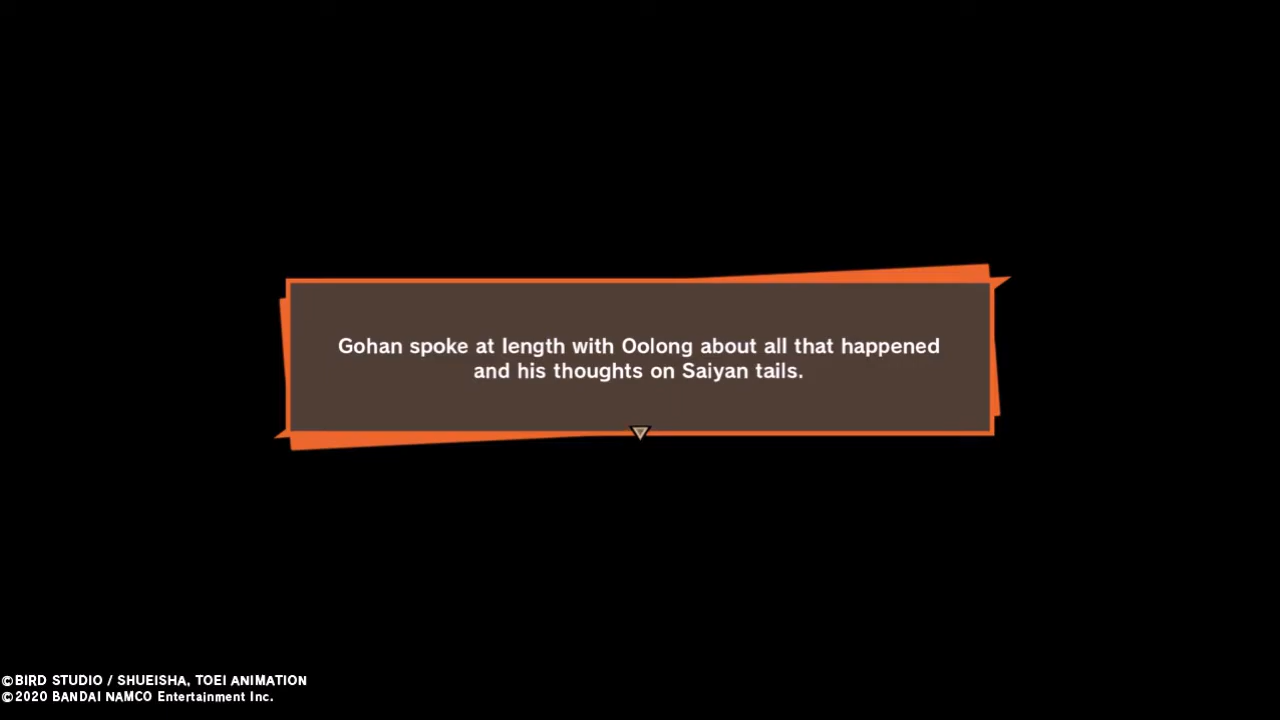 Gohan spoke at length with Oolong about all that happened
and his thoughts on Saiyan tails.
©BIRD STUDIO / SHUEISHA, TOEI ANIMATION
©2020 BANDAI NAMCO Entertainment Inc.